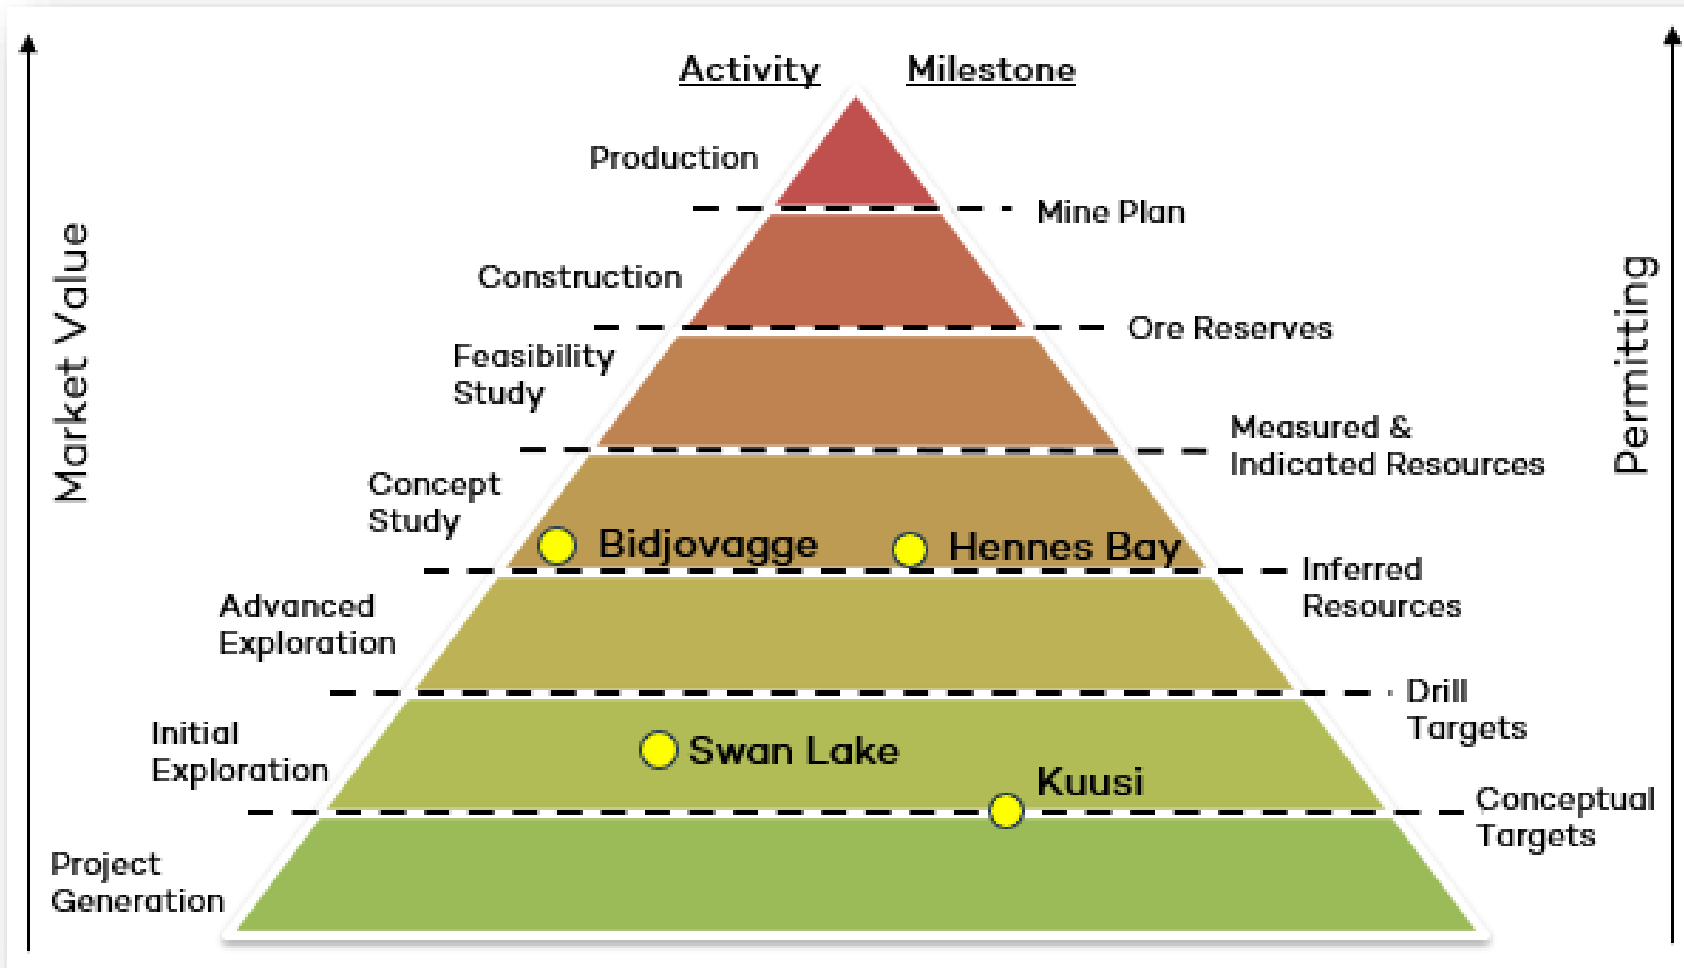 Activity Milestone
Production
Mine Plan
Construction
Ore Reserves
Feasibility
Study
Measured &
Indicated Resources
Concept
Study
Bidjovagge
Hennes Bay
Inferred
Resources
Advanced
Exploration
Drill
Targets
Initial
Exploration
Swan Lake
Kuusi
Conceptual
Targets
Project
Generation
Market Value
Permitting